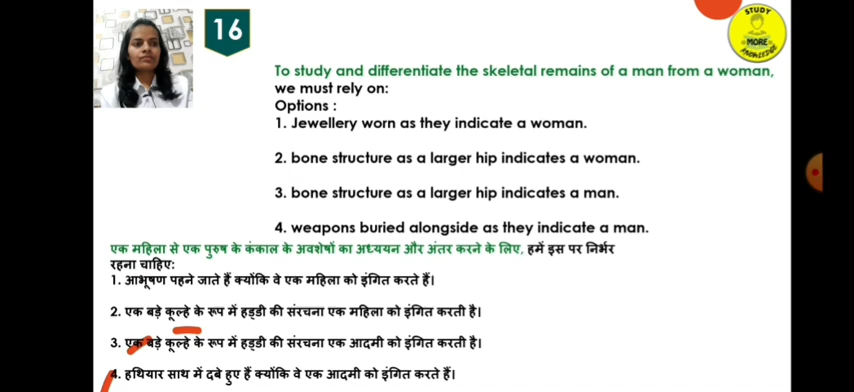 16
STUDY
MORE
KNOWLEDGE
To study and differentiate the skeletal remains of a man from a woman,
we must rely on:
Options :
1. Jewellery worn as they indicate a woman.
2. bone structure as a larger hip indicates a woman.
3. bone structure as a larger hip indicates a man.
4. weapons buried alongside as they indicate a man.
एक महिला से एक पुरुष के कंकाल के अवशेषों का अध्ययन और अंतर करने के लिए, हमें इस पर निर्भर
रहना चाहिए:
1. आभूषण पहने जाते हैं क्योंकि वे एक महिला को इंगित करते हैं।
2. एक बड़े कूल्हे के रूप में हड्डी की संरचना एक महिला को इंगित करती है।
3. एक बड़े कूल्हे के रूप में हड्डी की संरचना एक आदमी को इंगित करती है।
4. हथियार साथ में दबे हुए हैं क्योंकि वे एक आदमी को इंगित करते हैं।